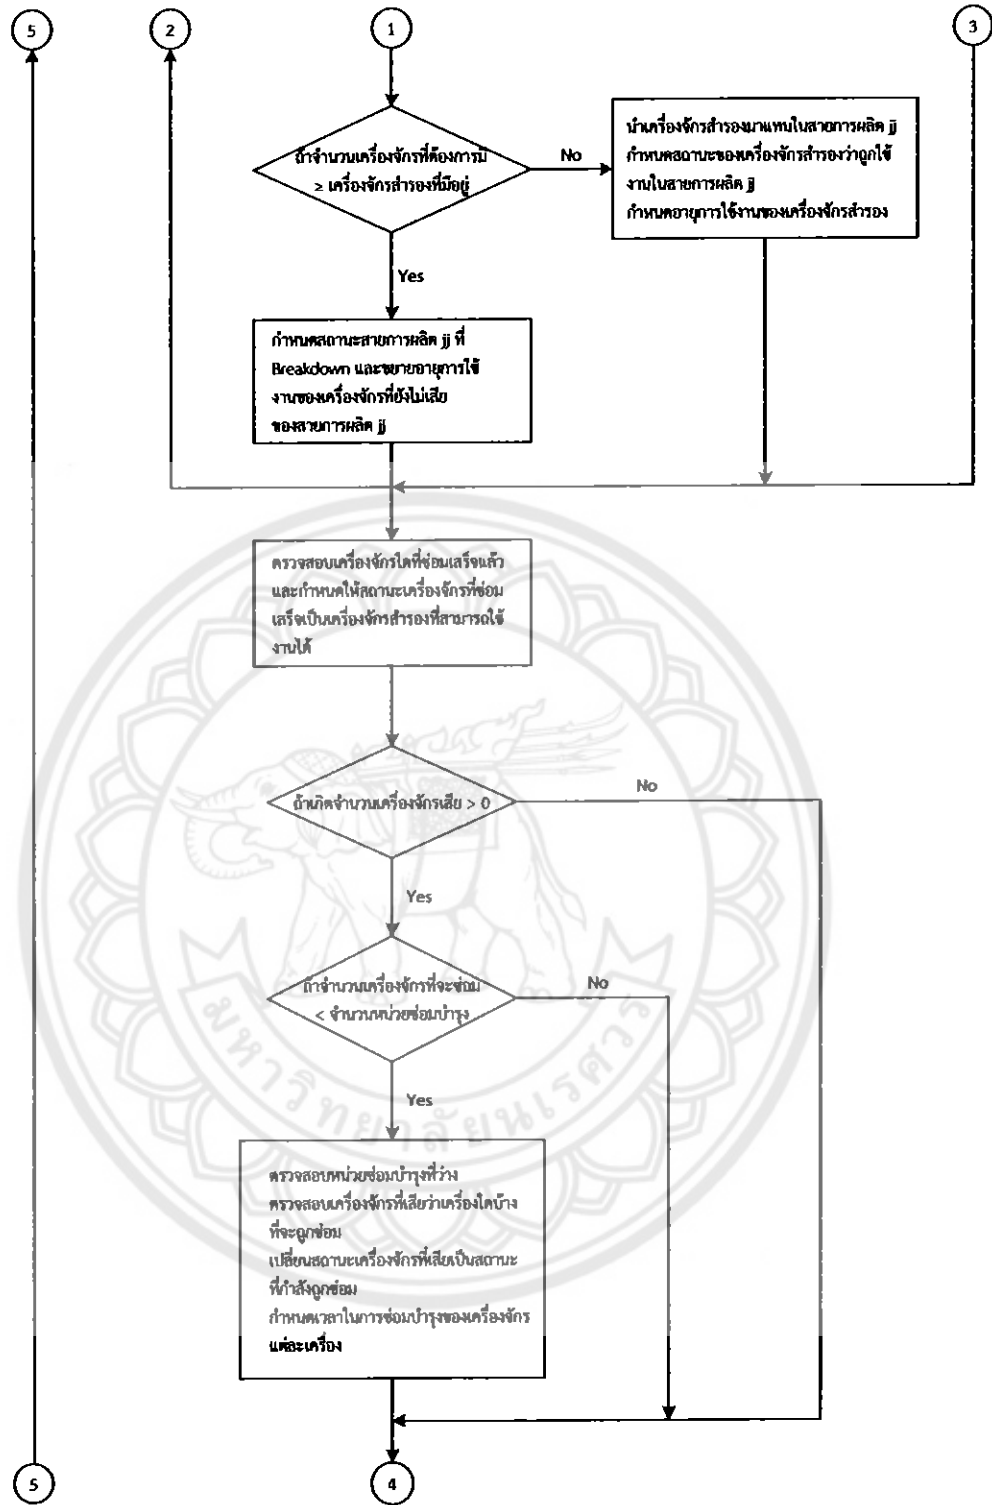 5
2
1
3
ถ้าจำนวนเครื่องจักรที่ต้องการมี
≥ เครื่องจักรสำรองที่มีอยู่
No
นำเครื่องจักรสำรองมาแทนในสายการผลิต jj
กำหนดสถานะของเครื่องจักรสำรองว่าถูกใช้
งานในสายการผลิต jj
กำหนดอายุการใช้งานของเครื่องจักรสำรอง
Yes
กำหนดสถานะสายการผลิต jj ที่
Breakdown และขยายอายุการใช้
งานของเครื่องจักรที่ยังไม่เสีย
ของสายการผลิต jj
ตรวจสอบเครื่องจักรใดที่ซ่อมเสร็จแล้ว
และกำหนดให้สถานะเครื่องจักรที่ซ่อม
เสร็จเป็นเครื่องจักรสำรองที่สามารถใช้
งานได้
ถ้าเกิดจำนวนเครื่องจักรเสีย > 0
No
Yes
ถ้าจำนวนเครื่องจักรที่จะซ่อม
< จำนวนหน่วยซ่อมบำรุง
No
Yes
มหาวิทยาลัยนเรศวร
ตรวจสอบหน่วยซ่อมบำรุงที่ว่าง
ตรวจสอบเครื่องจักรที่เสียว่าเครื่องใดบ้าง
ที่จะถูกซ่อม
เปลี่ยนสถานะเครื่องจักรที่เสียเป็นสถานะ
ที่กำลังถูกซ่อม
กำหนดเวลาในการซ่อมบำรุงของเครื่องจักร
แต่ละเครื่อง
5
4